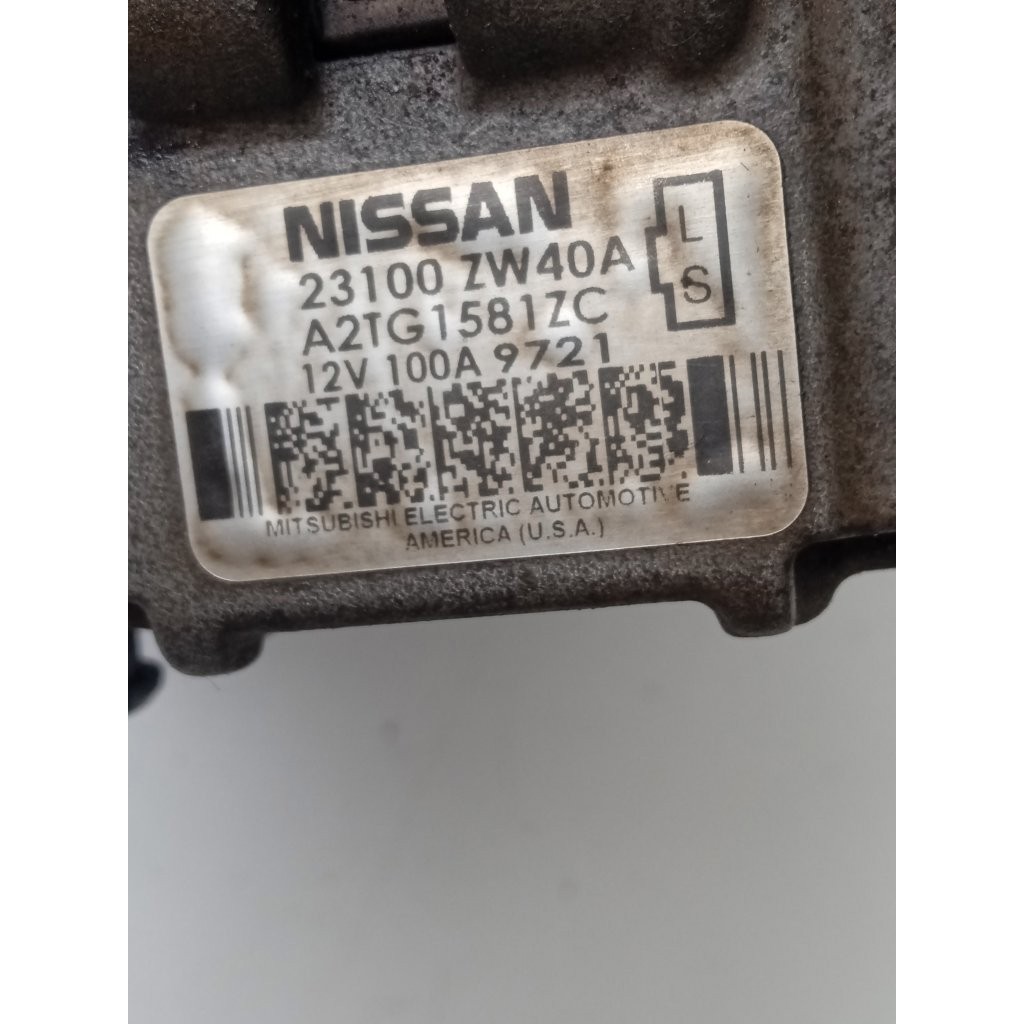 NISSAN
23100 ZW40A
A2TG1581ZC
12V 100A 9721
L
S
MITSUBISHI ELECTRIC AUTOMOTIVE
AMERICA (U.S.A.)